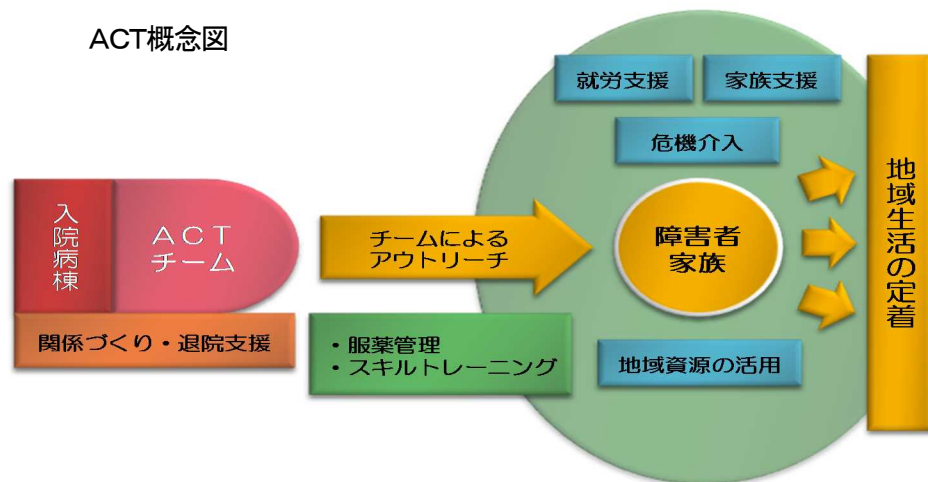 ACT概念図
就労支援
家族支援
危機介入
入院病棟
ＡＣＴ
チーム
チームによる
アウトリーチ
障害者
家族
地域生活の定着
関係づくり・退院支援
・服薬管理
・スキルトレーニング
地域資源の活用